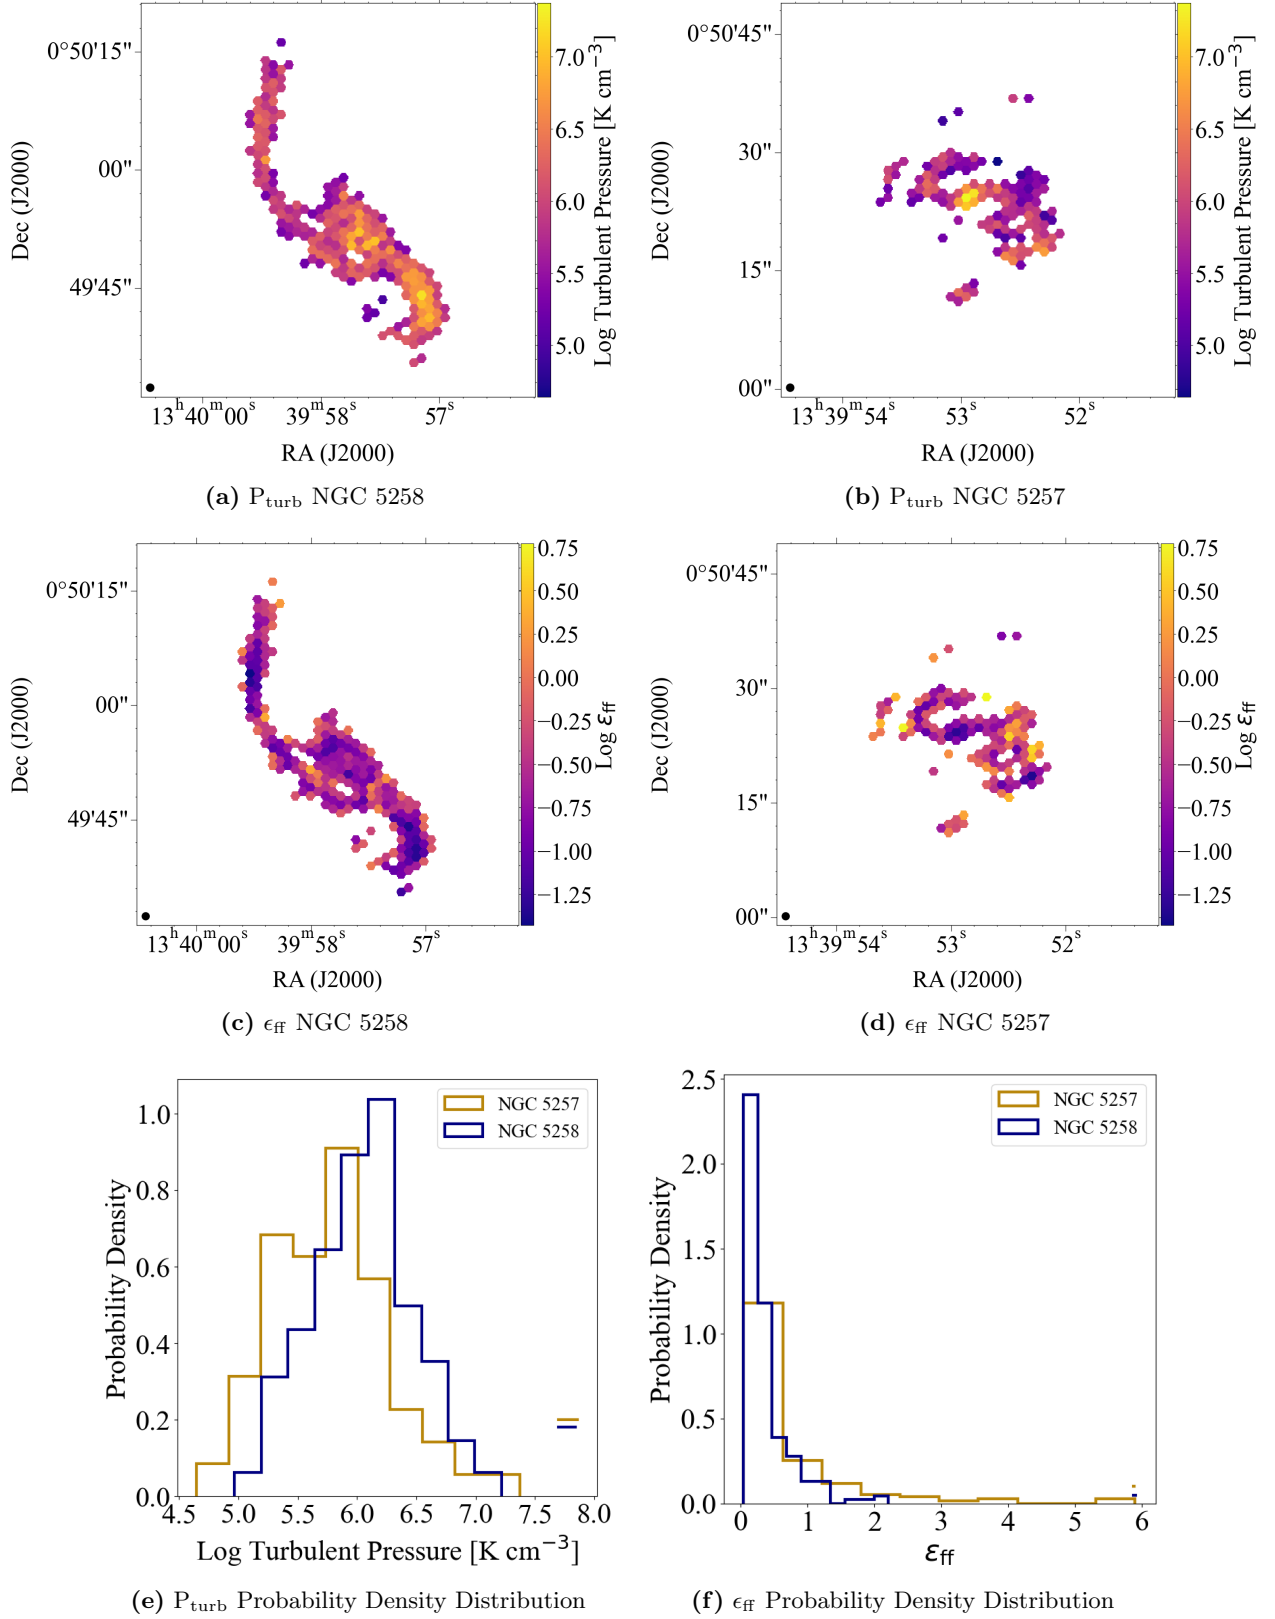 0°50'15"
00"
49'45"
Dec (J2000)
13ʰ40ᵐ00ˢ 39ᵐ58ˢ 57ˢ
RA (J2000)
7.0
6.5
6.0
5.5
5.0
Log Turbulent Pressure [K cm⁻³]
(a) P_turb NGC 5258
0°50'45"
30"
15"
00"
Dec (J2000)
13ʰ39ᵐ54ˢ 53ˢ 52ˢ
RA (J2000)
7.0
6.5
6.0
5.5
5.0
Log Turbulent Pressure [K cm⁻³]
(b) P_turb NGC 5257
0°50'15"
00"
49'45"
Dec (J2000)
13ʰ40ᵐ00ˢ 39ᵐ58ˢ 57ˢ
RA (J2000)
0.75
0.50
0.25
0.00
−0.25
−0.50
−0.75
−1.00
−1.25
Log ε_ff
(c) ϵ_ff NGC 5258
0°50'45"
30"
15"
00"
Dec (J2000)
13ʰ39ᵐ54ˢ 53ˢ 52ˢ
RA (J2000)
0.75
0.50
0.25
0.00
−0.25
−0.50
−0.75
−1.00
−1.25
Log ε_ff
(d) ϵ_ff NGC 5257
NGC 5257
NGC 5258
1.0
0.8
0.6
0.4
0.2
0.0
Probability Density
4.5 5.0 5.5 6.0 6.5 7.0 7.5 8.0
Log Turbulent Pressure [K cm⁻³]
(e) P_turb Probability Density Distribution
NGC 5257
NGC 5258
2.5
2.0
1.5
1.0
0.5
0.0
Probability Density
0 1 2 3 4 5 6
ε_ff
(f) ϵ_ff Probability Density Distribution